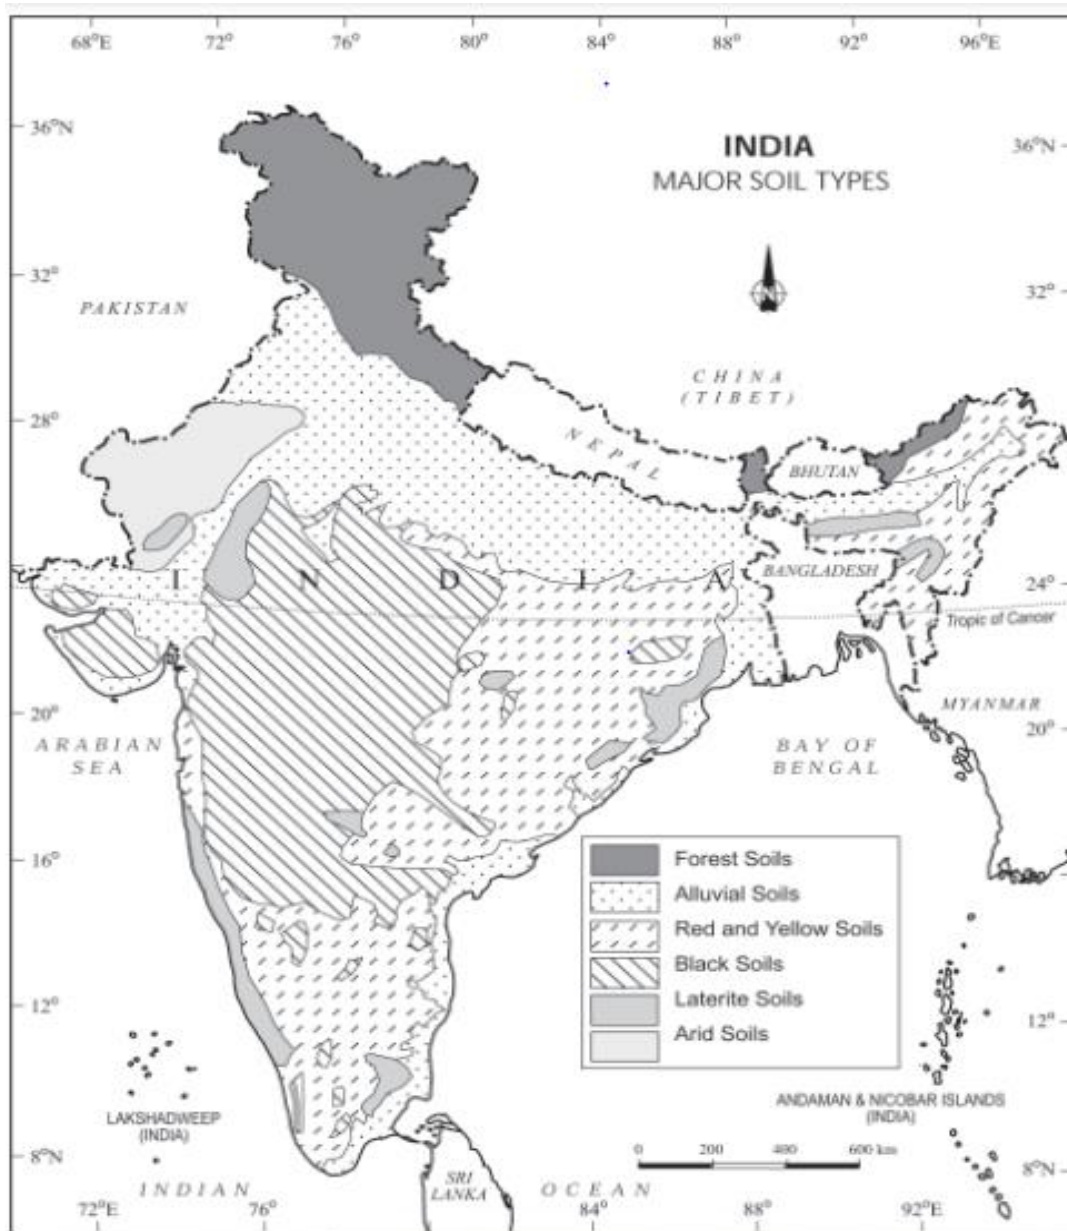 68°E 72° 76° 80° 84° 88° 92° 96°E
36°N
INDIA
36°N
MAJOR SOIL TYPES
32°
PAKISTAN
N
32°
CHINA
(TIBET)
28°
NEPAL
BHUTAN
I N D I A
BANGLADESH
24°
Tropic of Cancer
20°
MYANMAR
20°
ARABIAN
SEA
BAY OF
BENGAL
16°
Forest Soils
Alluvial Soils
Red and Yellow Soils
Black Soils
Laterite Soils
Arid Soils
12°
12°
LAKSHADWEEP
(INDIA)
ANDAMAN & NICOBAR ISLANDS
(INDIA)
8°N
0 200 400 600 km
8°N
SRI
LANKA
INDIAN OCEAN
72°E 76° 84° 88° 92°E